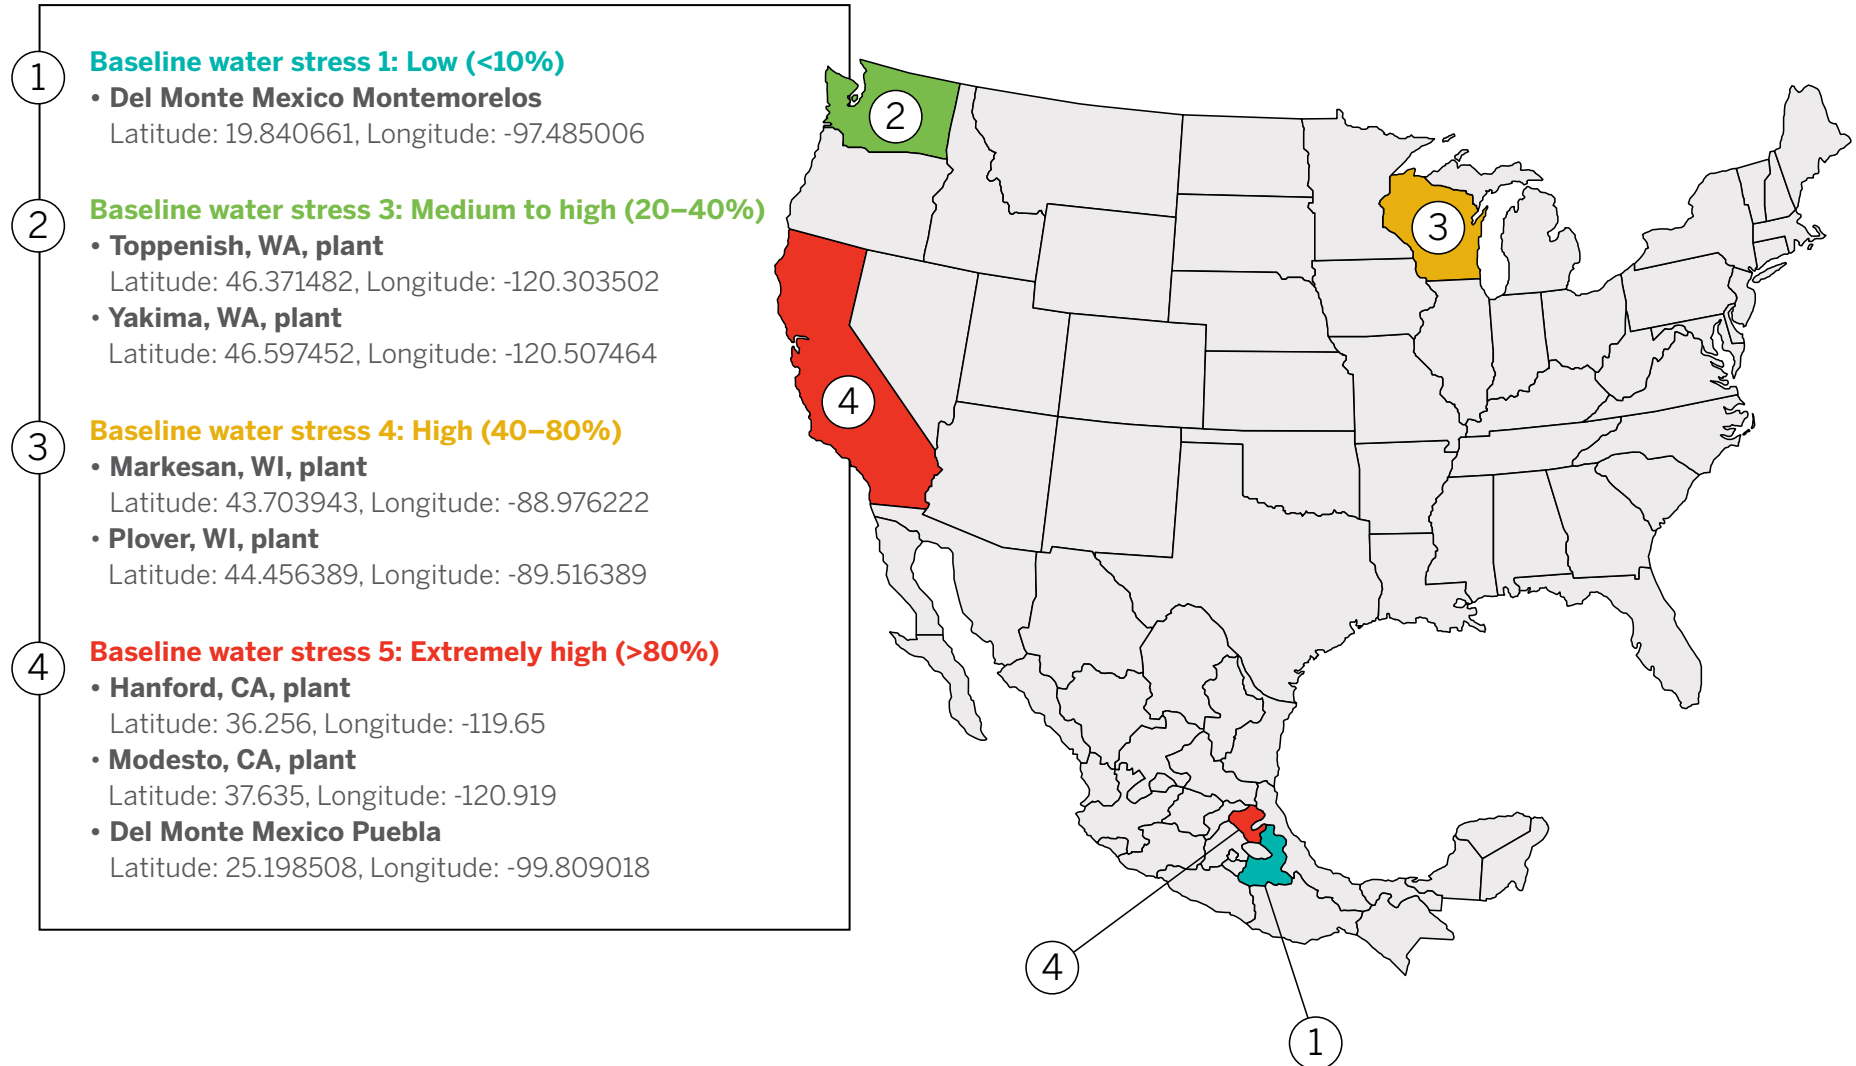 1
Baseline water stress 1: Low (<10%)
• Del Monte Mexico Montemorelos
Latitude: 19.840661, Longitude: -97.485006
2
Baseline water stress 3: Medium to high (20–40%)
• Toppenish, WA, plant
Latitude: 46.371482, Longitude: -120.303502
• Yakima, WA, plant
Latitude: 46.597452, Longitude: -120.507464
3
Baseline water stress 4: High (40–80%)
• Markesan, WI, plant
Latitude: 43.703943, Longitude: -88.976222
• Plover, WI, plant
Latitude: 44.456389, Longitude: -89.516389
4
Baseline water stress 5: Extremely high (>80%)
• Hanford, CA, plant
Latitude: 36.256, Longitude: -119.65
• Modesto, CA, plant
Latitude: 37.635, Longitude: -120.919
• Del Monte Mexico Puebla
Latitude: 25.198508, Longitude: -99.809018
2
3
4
4
1